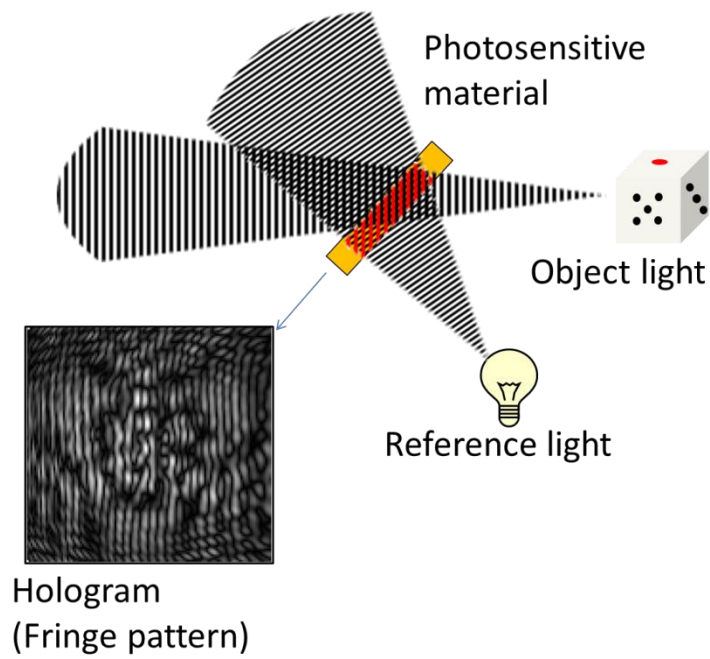 Photosensitive
material
Object light
Reference light
Hologram
(Fringe pattern)